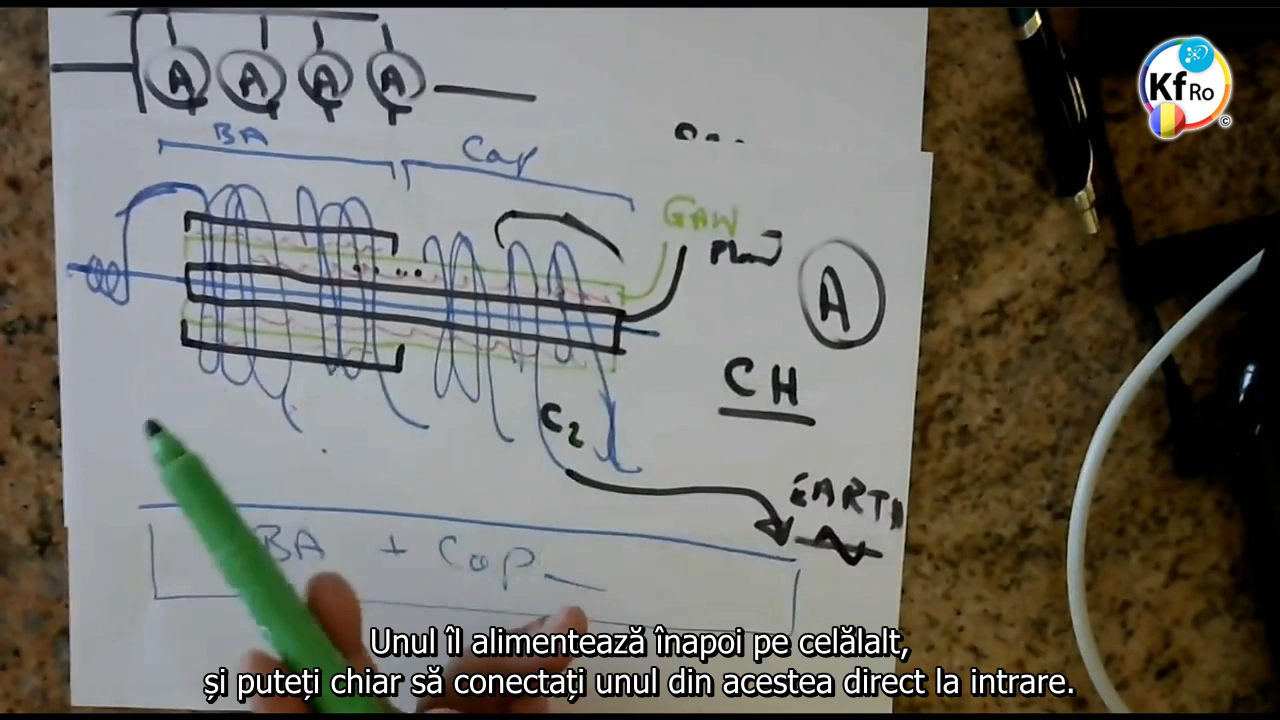 A A A A
Kf Ro
©
BA Cap
GAN
A
CH
C2
EARTH
BA + Cap
Unul îl alimentează înapoi pe celălalt,
și puteți chiar să conectați unul din acestea direct la intrare.